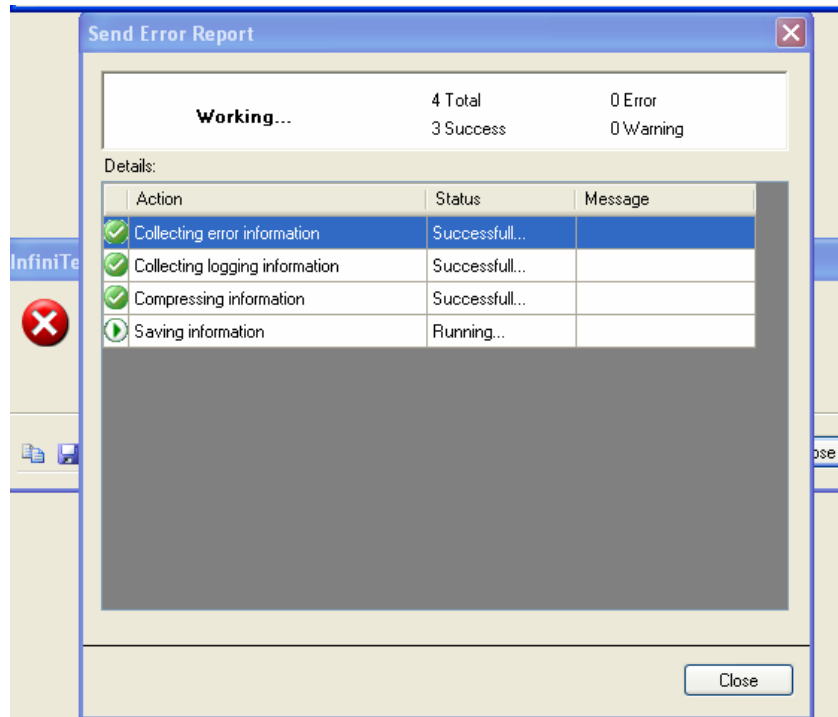 Send Error Report
Working...
4 Total
0 Error
3 Success
0 Warning
Details:
Action Status Message
Collecting error information Successfull...
Collecting logging information Successfull...
Compressing information Successfull...
Saving information Running...
InfiniTe
ose
Close